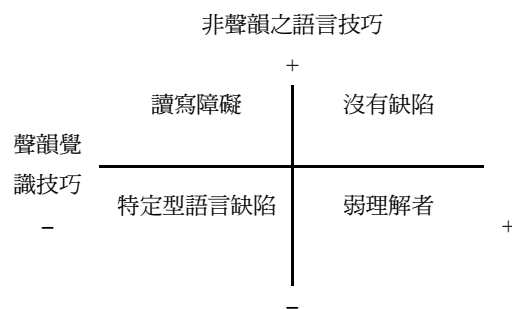 非聲韻之語言技巧
+
讀寫障礙 沒有缺陷
聲韻覺
識技巧
特定型語言缺陷 弱理解者
− +
−